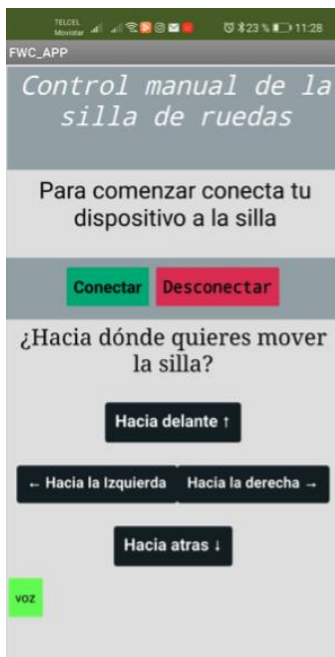 TELCEL
Movistar 23 % 11:28
FWC_APP
Control manual de la
silla de ruedas
Para comenzar conecta tu
dispositivo a la silla
Conectar Desconectar
¿Hacia dónde quieres mover
la silla?
Hacia delante ↑
← Hacia la Izquierda Hacia la derecha →
Hacia atras ↓
voz